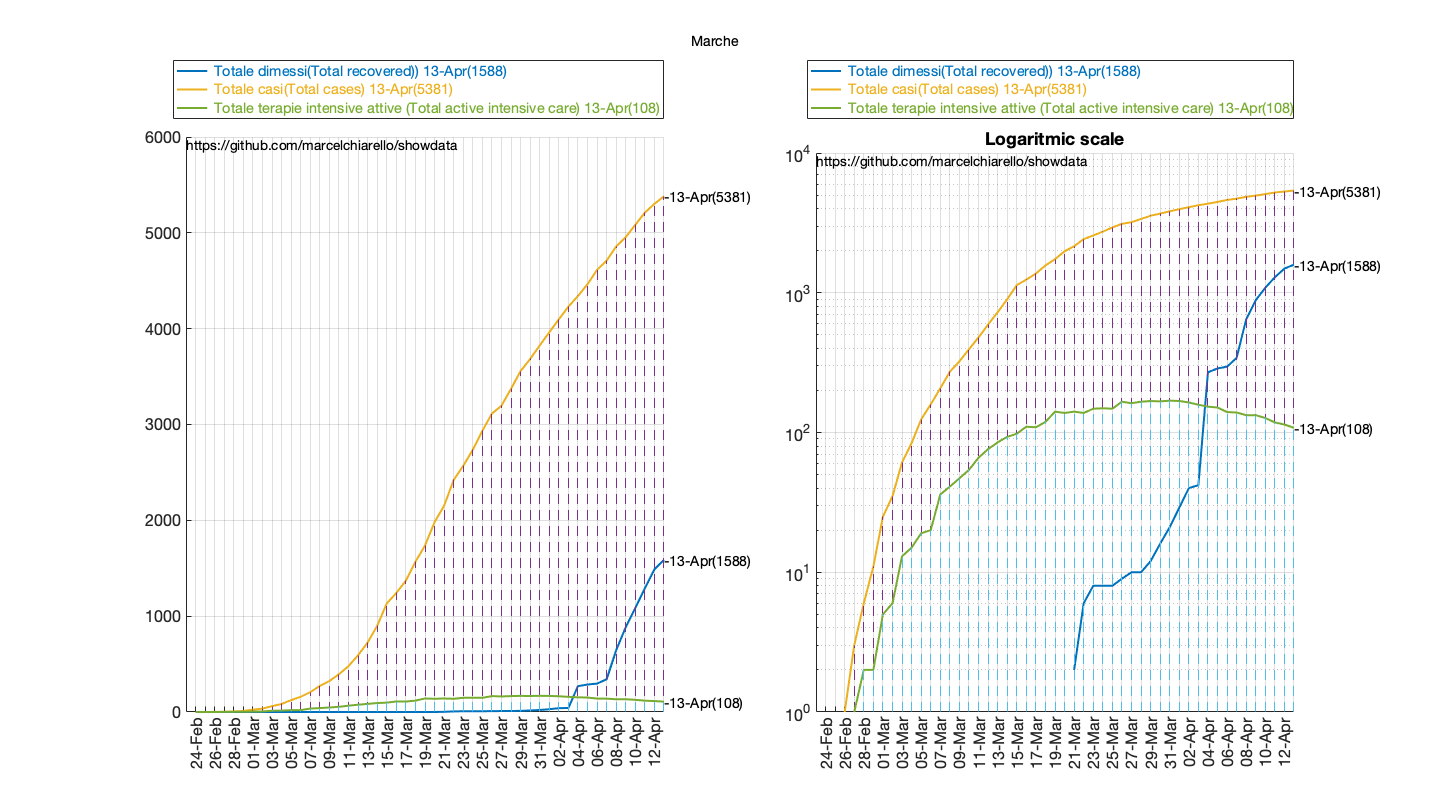 Marche
Totale dimessi(Total recovered)) 13-Apr(1588)
Totale casi(Total cases) 13-Apr(5381)
Totale terapie intensive attive (Total active intensive care) 13-Apr(108)
https://github.com/marcelchiarello/showdata
6000
5000
4000
3000
2000
1000
0
-13-Apr(5381)
-13-Apr(1588)
-13-Apr(108)
24-Feb
26-Feb
28-Feb
01-Mar
03-Mar
05-Mar
07-Mar
09-Mar
11-Mar
13-Mar
15-Mar
17-Mar
19-Mar
21-Mar
23-Mar
25-Mar
27-Mar
29-Mar
31-Mar
02-Apr
04-Apr
06-Apr
08-Apr
10-Apr
12-Apr
Totale dimessi(Total recovered)) 13-Apr(1588)
Totale casi(Total cases) 13-Apr(5381)
Totale terapie intensive attive (Total active intensive care) 13-Apr(108)
Logaritmic scale
https://github.com/marcelchiarello/showdata
10^4
10^3
10^2
10^1
10^0
-13-Apr(5381)
-13-Apr(1588)
-13-Apr(108)
24-Feb
26-Feb
28-Feb
01-Mar
03-Mar
05-Mar
07-Mar
09-Mar
11-Mar
13-Mar
15-Mar
17-Mar
19-Mar
21-Mar
23-Mar
25-Mar
27-Mar
29-Mar
31-Mar
02-Apr
04-Apr
06-Apr
08-Apr
10-Apr
12-Apr